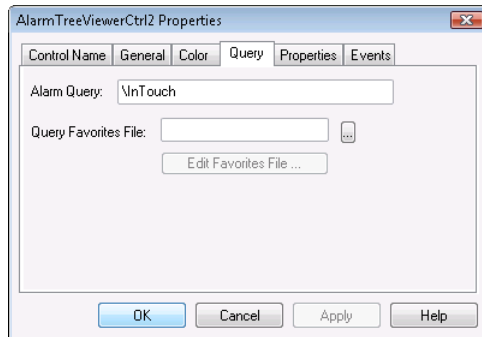 AlarmTreeViewerCtrl2 Properties
Control Name General Color Query Properties Events
Alarm Query: \InTouch
Query Favorites File: ...
Edit Favorites File ...
OK Cancel Apply Help